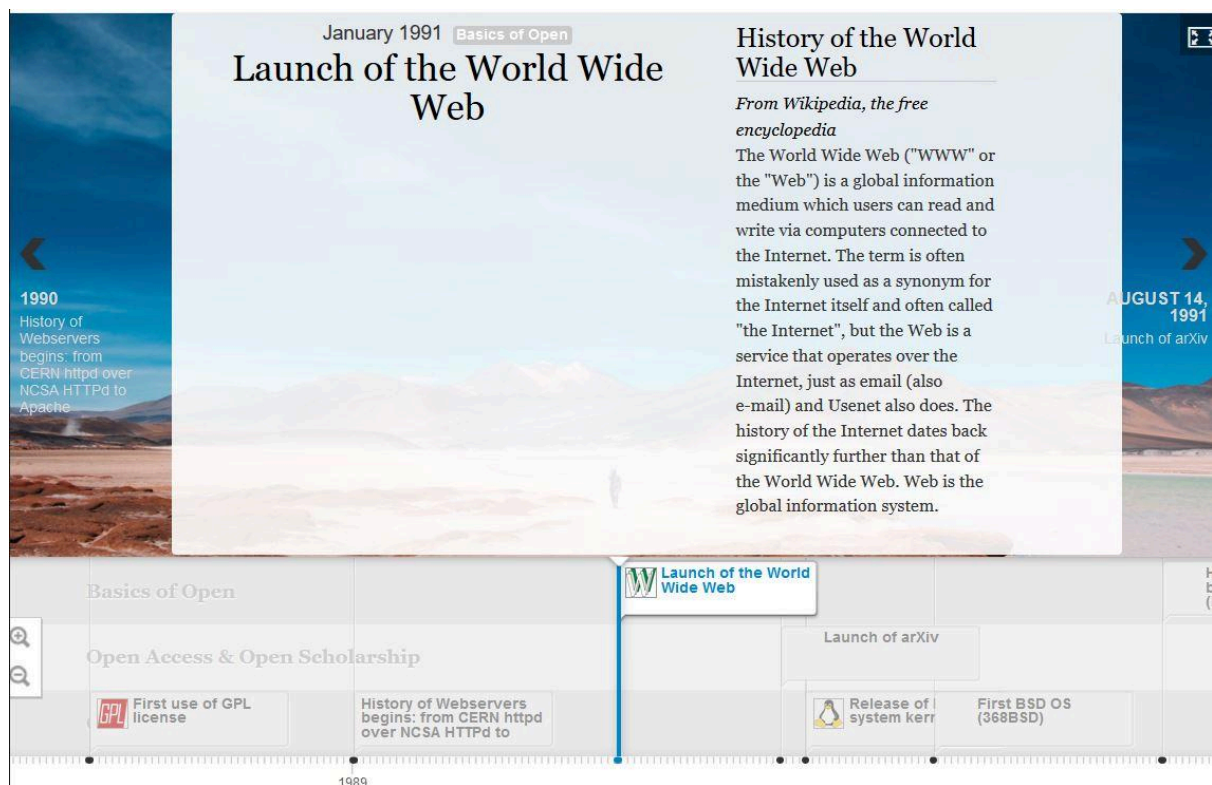 January 1991 Basics of Open
Launch of the World Wide
Web
History of the World
Wide Web
From Wikipedia, the free
encyclopedia
The World Wide Web ("WWW" or
the "Web") is a global information
medium which users can read and
write via computers connected to
the Internet. The term is often
mistakenly used as a synonym for
the Internet itself and often called
"the Internet", but the Web is a
service that operates over the
Internet, just as email (also
e-mail) and Usenet also does. The
history of the Internet dates back
significantly further than that of
the World Wide Web. Web is the
global information system.
1990
History of
Webservers
begins: from
CERN httpd over
NCSA HTTPd to
Apache
AUGUST 14,
1991
Launch of arXiv
Basics of Open
W Launch of the World
Wide Web
Open Access & Open Scholarship
Launch of arXiv
GPL First use of GPL
license
History of Webservers
begins: from CERN httpd
over NCSA HTTPd to
Release of
system kerr
First BSD OS
(368BSD)
1989